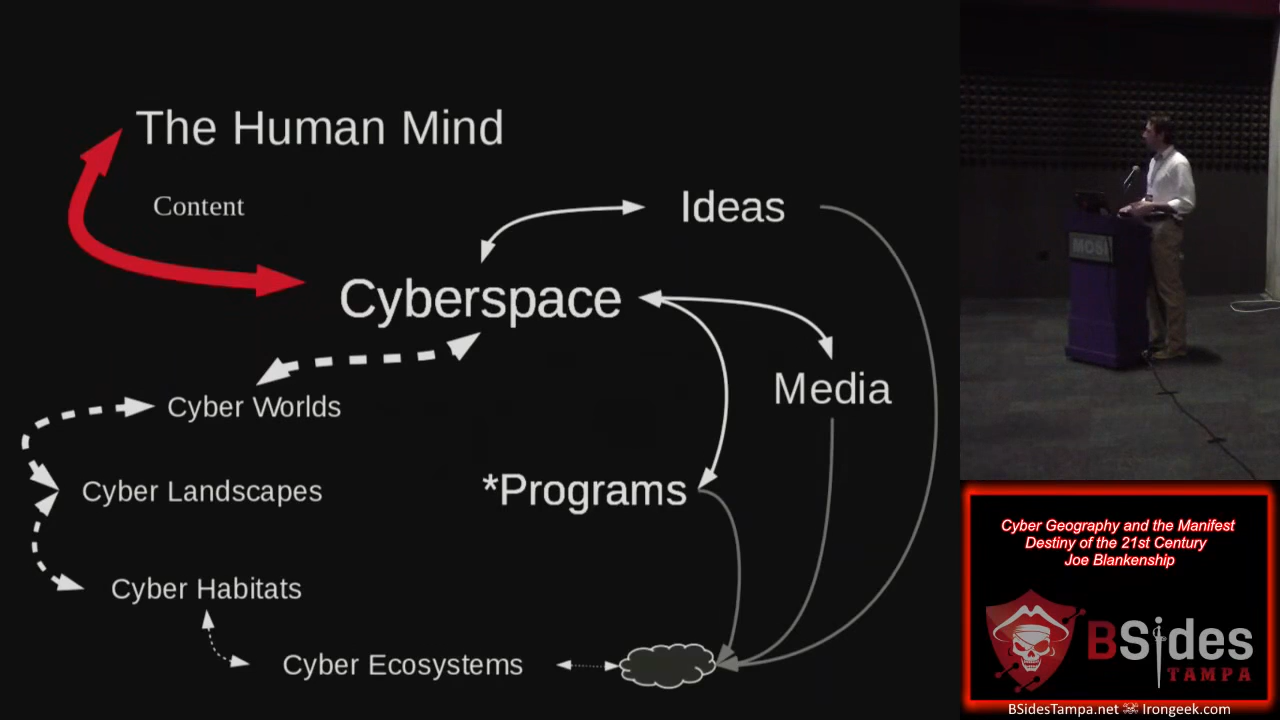 The Human Mind
Content
Ideas
Cyberspace
Media
Cyber Worlds
Cyber Landscapes
*Programs
Cyber Habitats
Cyber Ecosystems
MOSI
Cyber Geography and the Manifest
Destiny of the 21st Century
Joe Blankenship
BSides
TAMPA
BSidesTampa.net Irongeek.com